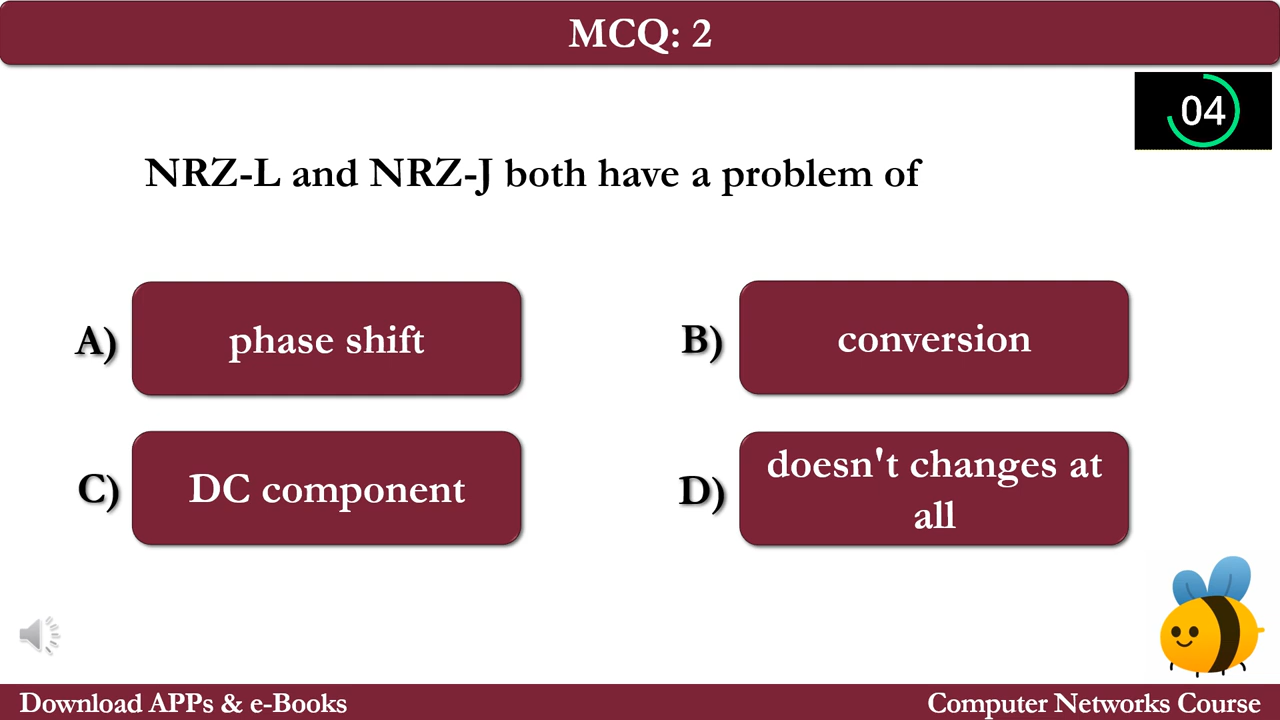 MCQ: 2
04
NRZ-L and NRZ-J both have a problem of
A) phase shift
B) conversion
C) DC component
D) doesn't changes at
all
Download APPs & e-Books
Computer Networks Course